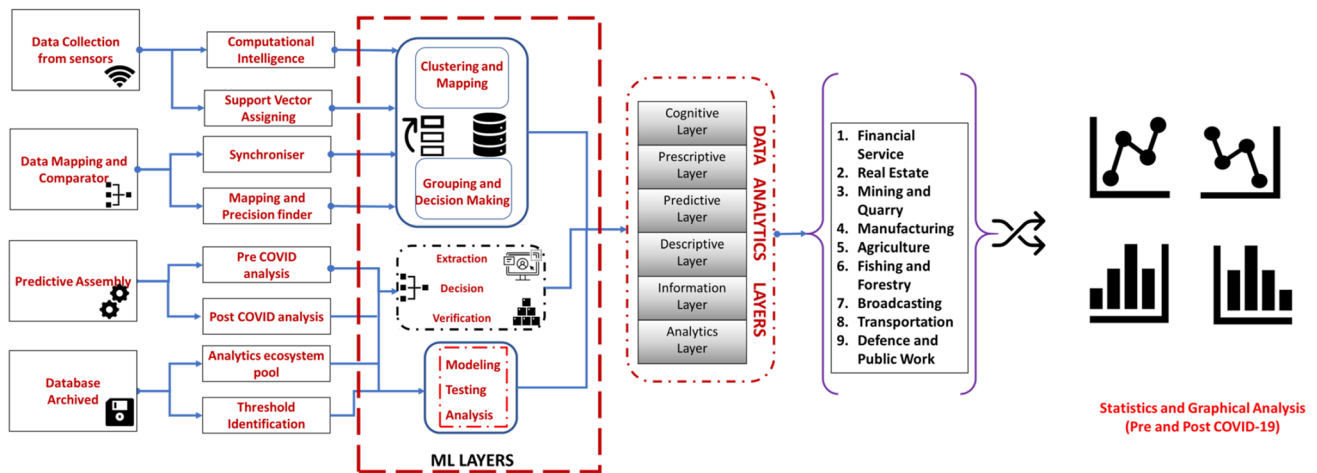 Data Collection
from sensors
Computational
Intelligence
Support Vector
Assigning
Data Mapping and
Comparator
Synchroniser
Mapping and
Precision finder
Predictive Assembly
Pre COVID
analysis
Post COVID analysis
Database
Archived
Analytics ecosystem
pool
Threshold
Identification
Clustering and
Mapping
Grouping and
Decision Making
Extraction
Decision
Verification
Modeling
Testing
Analysis
ML LAYERS
Cognitive
Layer
Prescriptive
Layer
Predictive
Layer
Descriptive
Layer
Information
Layer
Analytics
Layer
DATA ANALYTICS LAYERS
1. Financial
Service
2. Real Estate
3. Mining and
Quarry
4. Manufacturing
5. Agriculture
6. Fishing and
Forestry
7. Broadcasting
8. Transportation
9. Defence and
Public Work
Statistics and Graphical Analysis
(Pre and Post COVID-19)